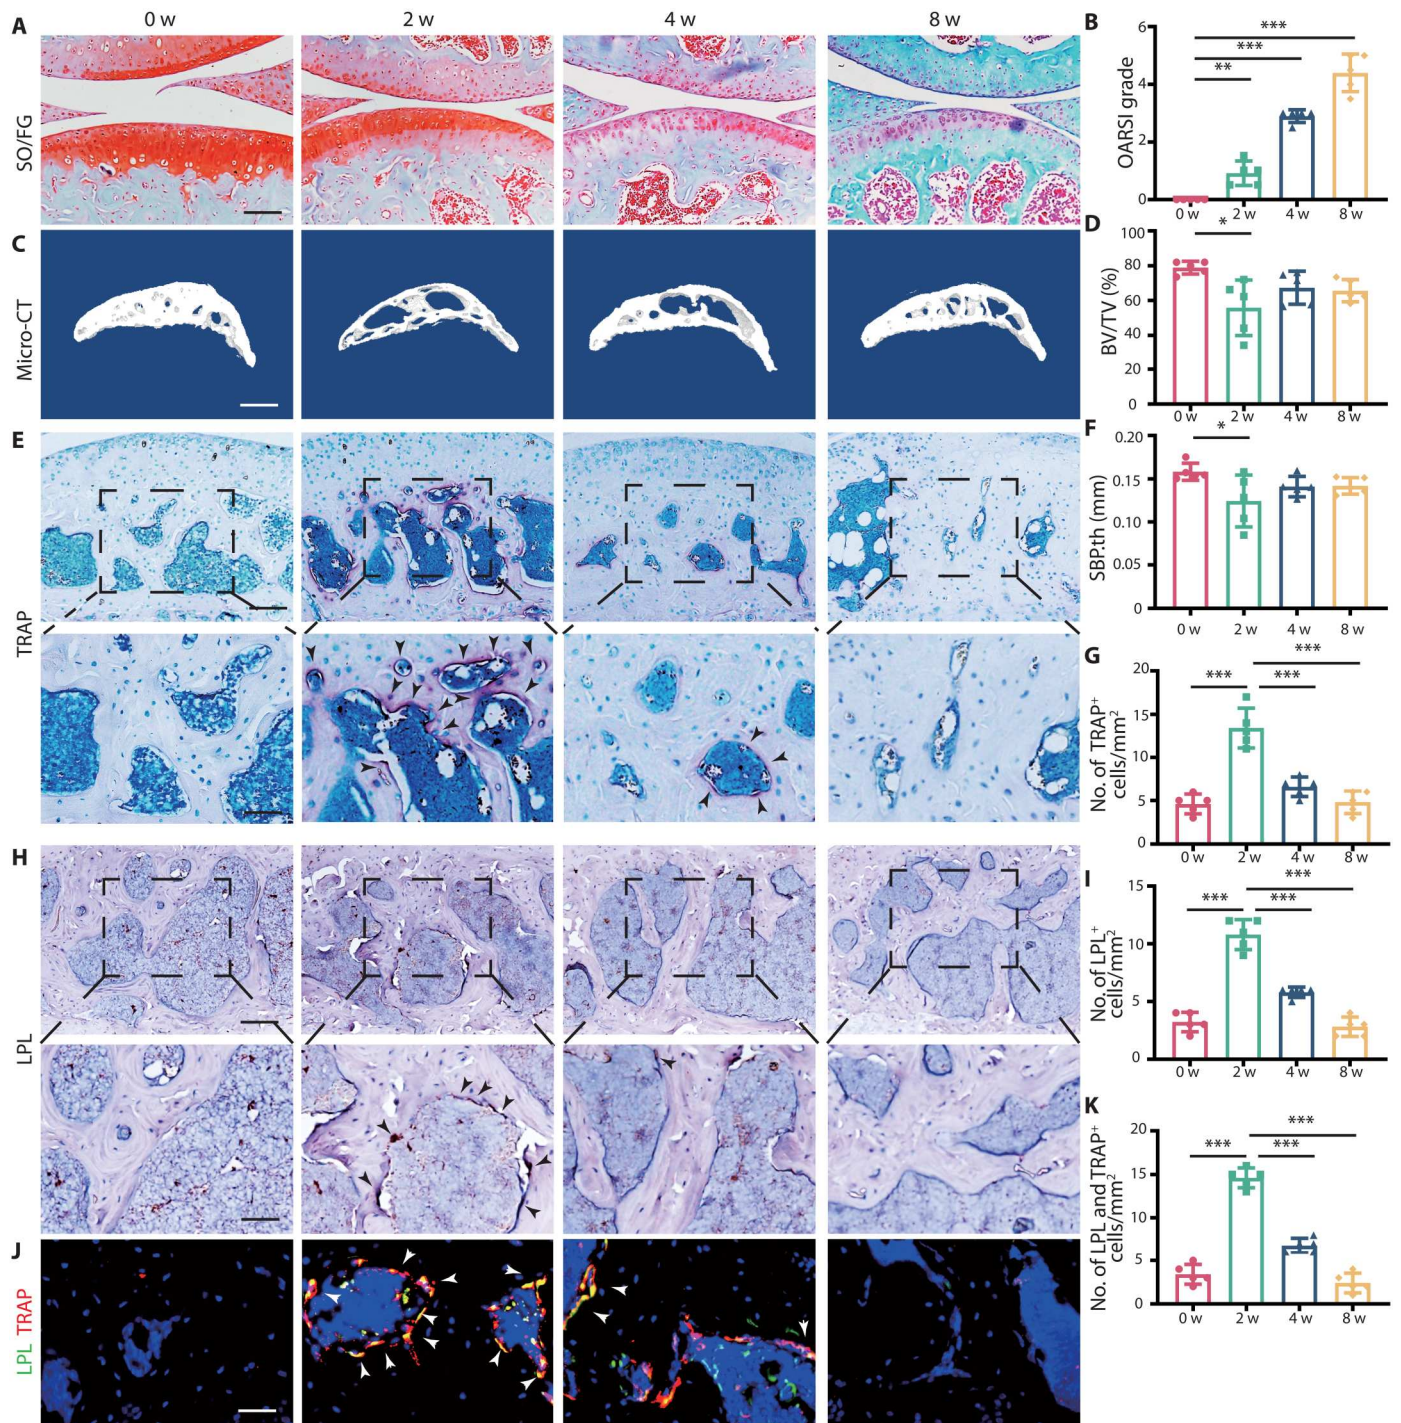 0 w
2 w
4 w
8 w
A
SO/FG
B
OARSI grade
6
4
2
0
**
***
***
0 w 2 w 4 w 8 w
C
Micro-CT
D
BV/TV (%)
100
80
60
40
20
0
*
0 w 2 w 4 w 8 w
E
TRAP
F
SBP.th (mm)
0.20
0.15
0.10
0.05
0
*
0 w 2 w 4 w 8 w
G
No. of TRAP+
cells/mm2
20
15
10
5
0
***
***
***
0 w 2 w 4 w 8 w
H
LPL
I
No. of LPL+
cells/mm2
15
10
5
0
***
***
***
0 w 2 w 4 w 8 w
J
LPL TRAP
K
No. of LPL and TRAP+
cells/mm2
20
15
10
5
0
***
***
***
0 w 2 w 4 w 8 w